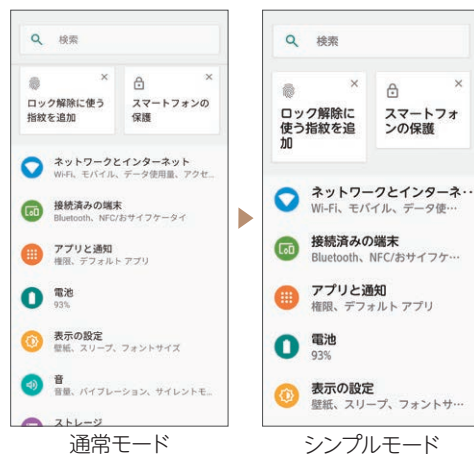 検索
ロック解除に使う
指紋を追加
スマートフォンの
保護
ネットワークとインターネット
Wi-Fi、モバイル、データ使用量、アクセ...
接続済みの端末
Bluetooth、NFC/おサイフケータイ
アプリと通知
権限、デフォルト アプリ
電池
93%
表示の設定
壁紙、スリープ、フォントサイズ
音
音量、バイブレーション、サイレントモ...
ストレージ
通常モード
検索
ロック解除に
使う指紋を追
加
スマートフォ
ンの保護
ネットワークとインターネ…
Wi-Fi、モバイル、データ使…
接続済みの端末
Bluetooth、NFC/おサイフケ…
アプリと通知
権限、デフォルト アプリ
電池
93%
表示の設定
壁紙、スリープ、フォントサ…
シンプルモード